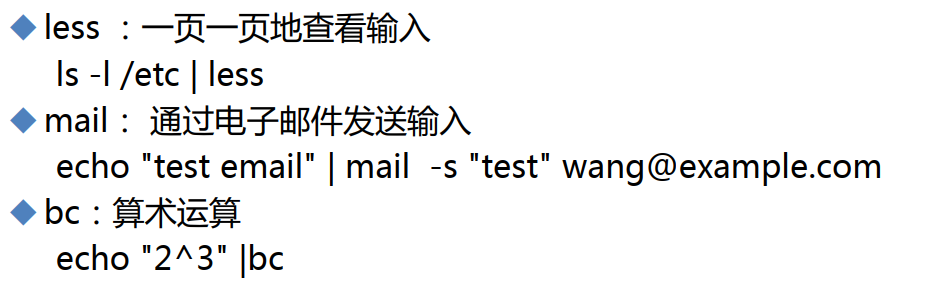 ◆less ：一页一页地查看输入
ls -l /etc | less
◆mail： 通过电子邮件发送输入
echo "test email" | mail  -s "test" wang@example.com
◆bc：算术运算
echo "2^3" |bc